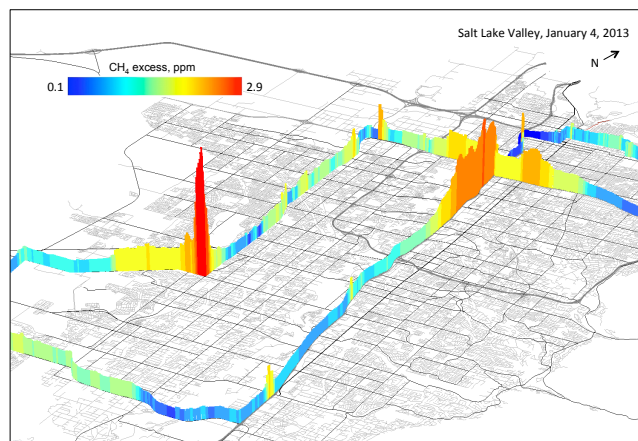 Salt Lake Valley, January 4, 2013
N
CH₄ excess, ppm
0.1 2.9